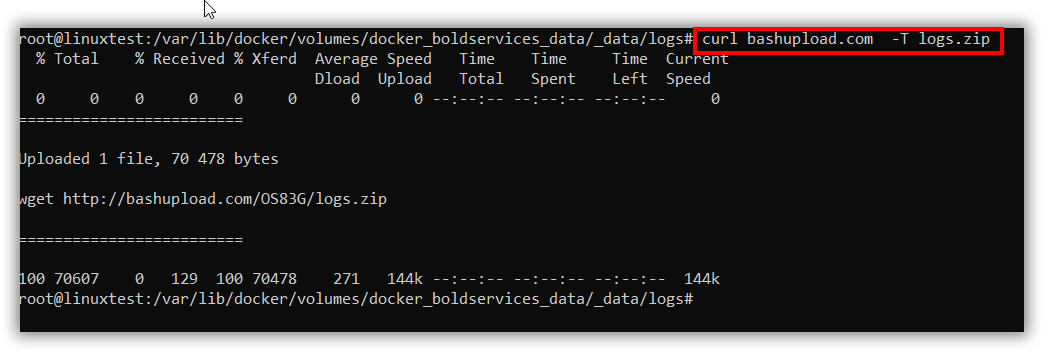 root@linuxtest:/var/lib/docker/volumes/docker_boldservices_data/_data/logs# curl bashupload.com  -T logs.zip
  % Total    % Received % Xferd  Average Speed   Time    Time     Time  Current
                                 Dload  Upload   Total   Spent    Left  Speed
  0     0    0     0    0     0      0      0 --:--:-- --:--:-- --:--:--     0
=========================
Uploaded 1 file, 70 478 bytes
wget http://bashupload.com/OS83G/logs.zip
=========================
100 70607    0   129  100 70478    271   144k --:--:-- --:--:-- --:--:--  144k
root@linuxtest:/var/lib/docker/volumes/docker_boldservices_data/_data/logs#